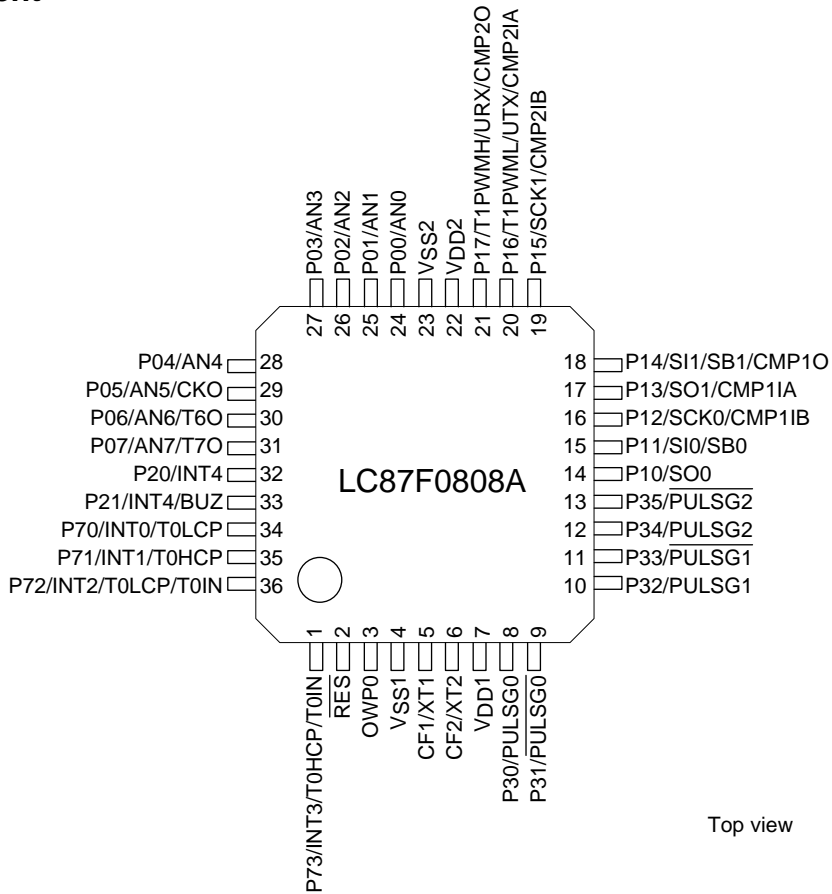 P17/T1PWMH/URX/CMP2O
P16/T1PWML/UTX/CMP2IA
P15/SCK1/CMP2IB
P03/AN3
P02/AN2
P01/AN1
P00/AN0
VSS2
VDD2
27
26
25
24
23
22
21
20
19
P04/AN4 28
P05/AN5/CKO 29
P06/AN6/T6O 30
P07/AN7/T7O 31
P20/INT4 32
P21/INT4/BUZ 33
P70/INT0/T0LCP 34
P71/INT1/T0HCP 35
P72/INT2/T0LCP/T0IN 36
LC87F0808A
18 P14/SI1/SB1/CMP1O
17 P13/SO1/CMP1IA
16 P12/SCK0/CMP1IB
15 P11/SI0/SB0
14 P10/SO0
13 P35/PULSG2
12 P34/PULSG2
11 P33/PULSG1
10 P32/PULSG1
1
2
3
4
5
6
7
8
9
P73/INT3/T0HCP/T0IN
RES
OWP0
VSS1
CF1/XT1
CF2/XT2
VDD1
P30/PULSG0
P31/PULSG0
Top view